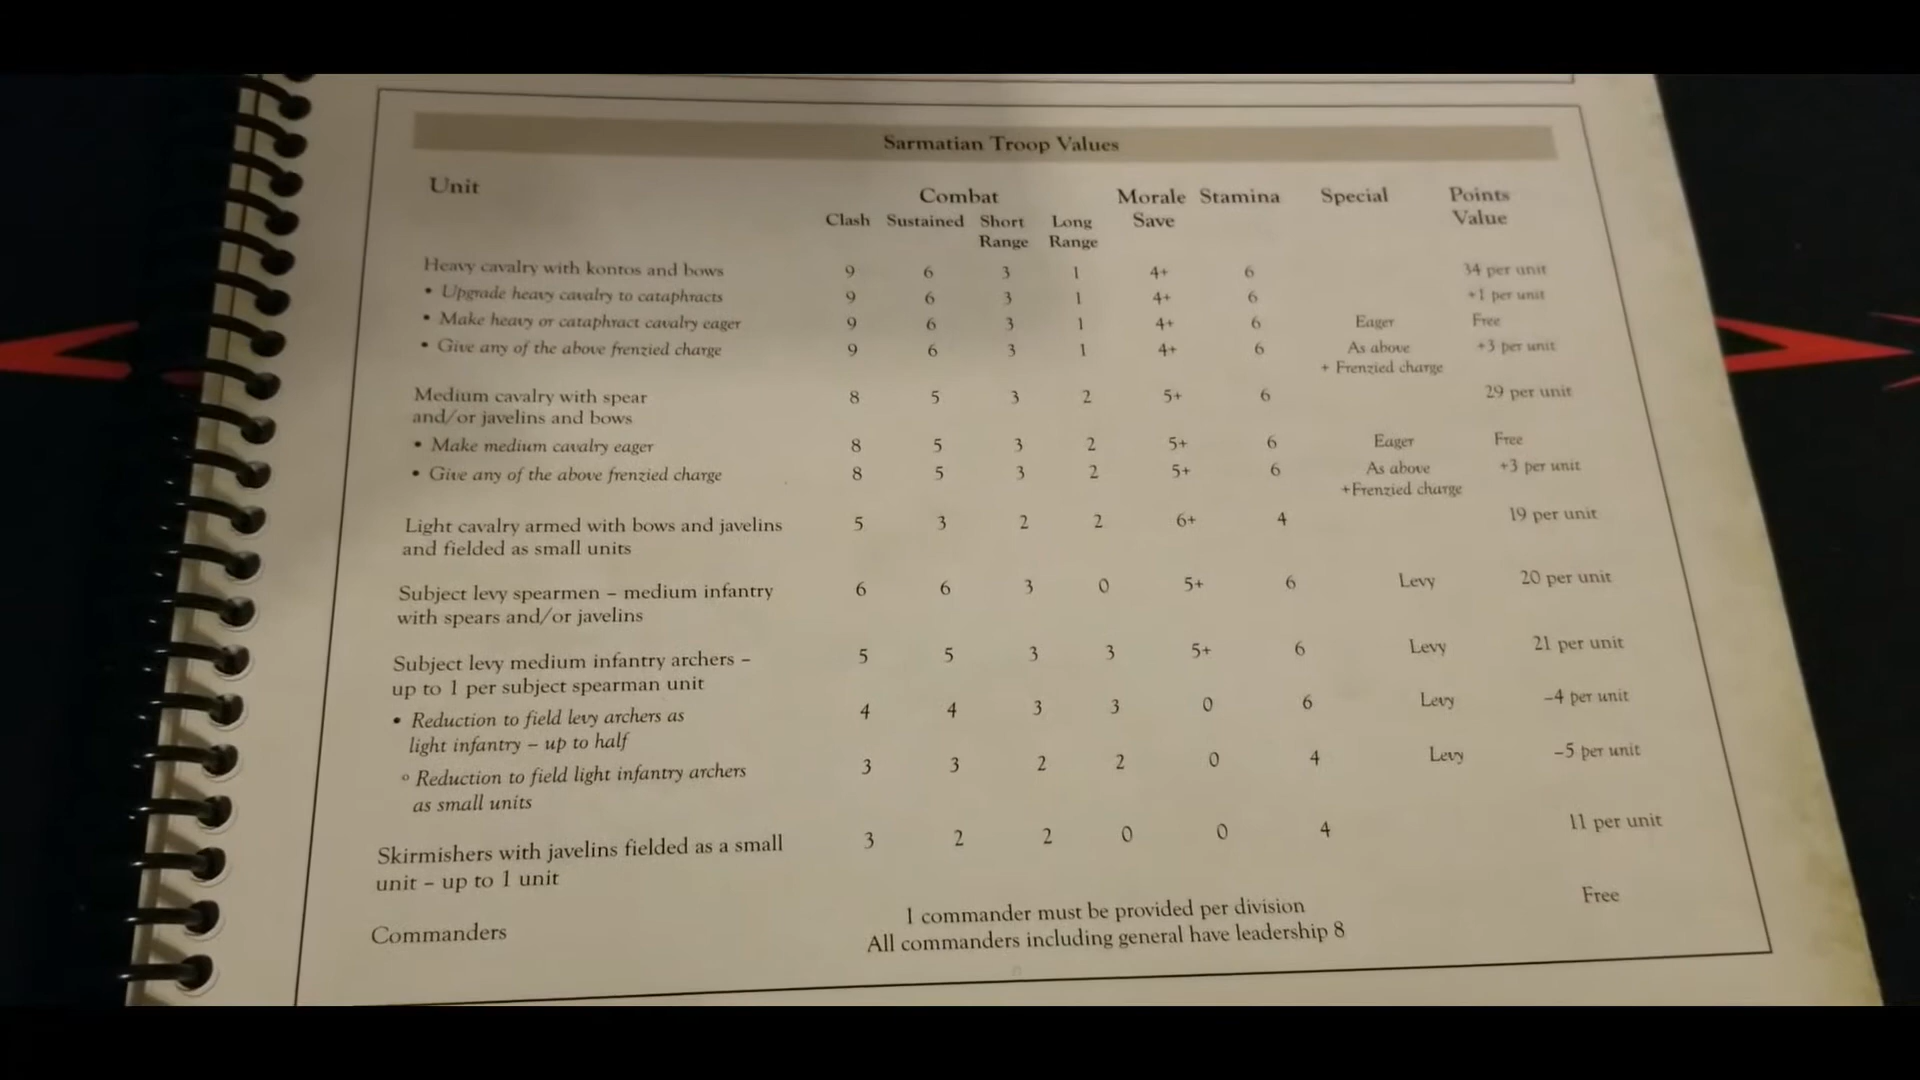 Sarmatian Troop Values
Unit Combat Morale Stamina Special Points
Clash Sustained Short Long Save Value
Range Range
Heavy cavalry with kontos and bows 9 6 3 1 4+ 6 34 per unit
• Upgrade heavy cavalry to cataphracts 9 6 3 1 4+ 6 +1 per unit
• Make heavy or cataphract cavalry eager 9 6 3 1 4+ 6 Eager Free
• Give any of the above frenzied charge 9 6 3 1 4+ 6 As above +3 per unit
+ Frenzied charge
Medium cavalry with spear 8 5 3 2 5+ 6 29 per unit
and/or javelins and bows
• Make medium cavalry eager 8 5 3 2 5+ 6 Eager Free
• Give any of the above frenzied charge 8 5 3 2 5+ 6 As above +3 per unit
+Frenzied charge
Light cavalry armed with bows and javelins 5 3 2 2 6+ 4 19 per unit
and fielded as small units
Subject levy spearmen – medium infantry 6 6 3 0 5+ 6 Levy 20 per unit
with spears and/or javelins
Subject levy medium infantry archers – 5 5 3 3 5+ 6 Levy 21 per unit
up to 1 per subject spearman unit
• Reduction to field levy archers as 4 4 3 3 0 6 Levy –4 per unit
light infantry – up to half
° Reduction to field light infantry archers 3 3 2 2 0 4 Levy –5 per unit
as small units
Skirmishers with javelins fielded as a small 3 2 2 0 0 4 11 per unit
unit – up to 1 unit
Commanders 1 commander must be provided per division Free
All commanders including general have leadership 8